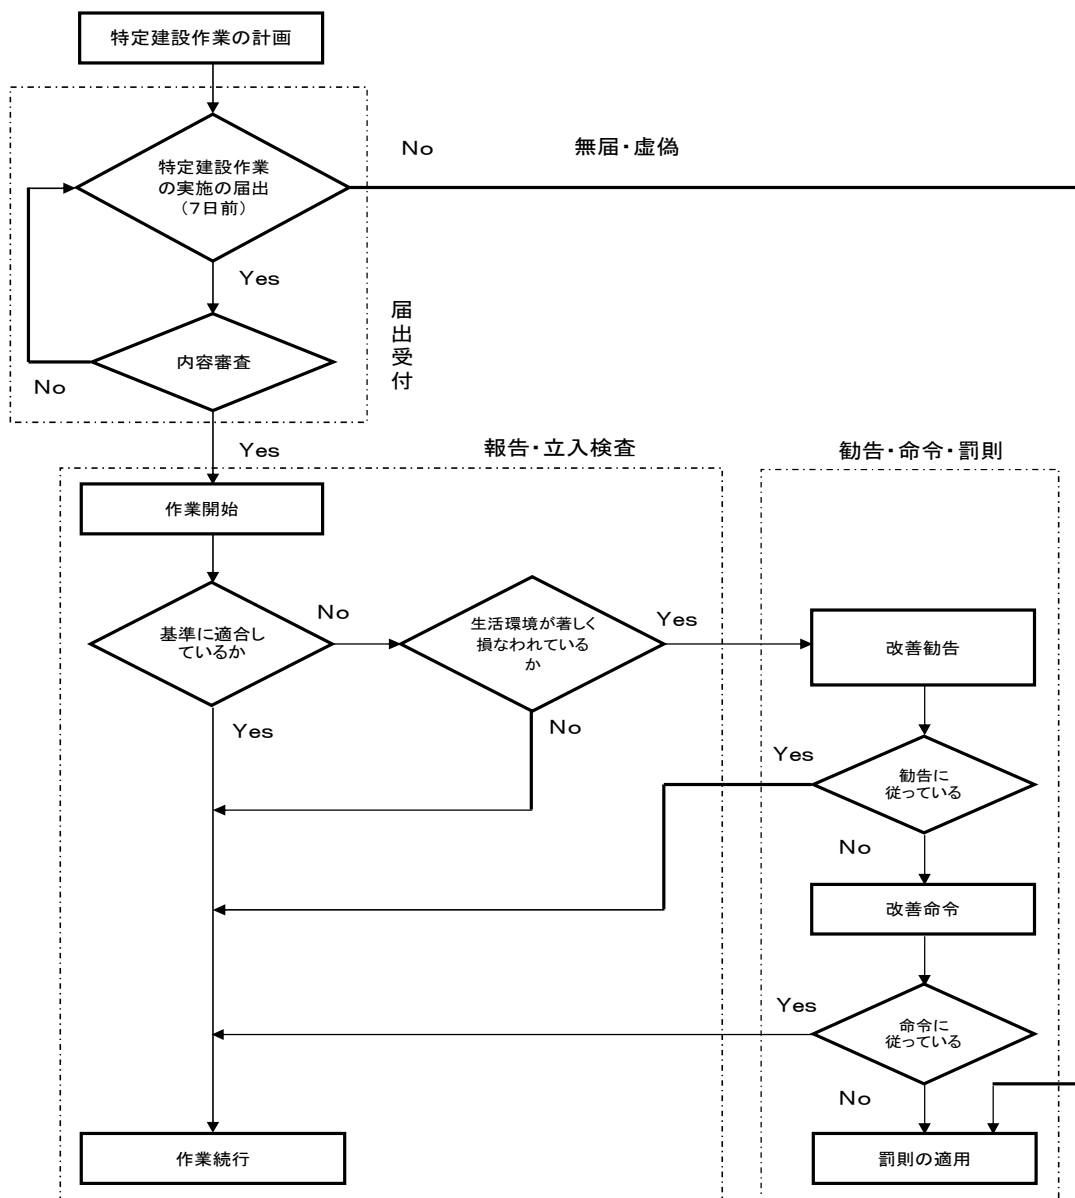 特定建設作業の計画
特定建設作業
の実施の届出
(7日前)
No
無届・虚偽
Yes
内容審査
No
届出受付
Yes
報告・立入検査
勧告・命令・罰則
作業開始
基準に適合し
ているか
No
生活環境が著しく
損なわれている
か
Yes
改善勧告
Yes
No
Yes
勧告に
従っている
No
改善命令
Yes
命令に
従っている
No
作業続行
罰則の適用